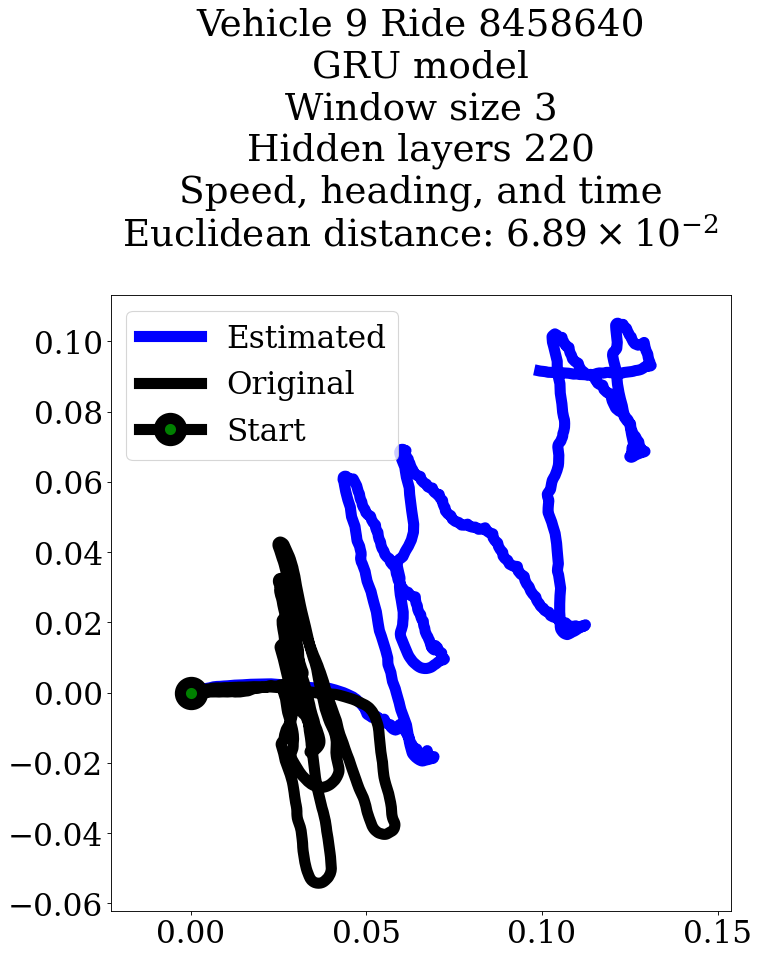 Vehicle 9 Ride 8458640
GRU model
Window size 3
Hidden layers 220
Speed, heading, and time
Euclidean distance: 6.89 × 10⁻²
Estimated
Original
Start
0.10
0.08
0.06
0.04
0.02
0.00
−0.02
−0.04
−0.06
0.00 0.05 0.10 0.15